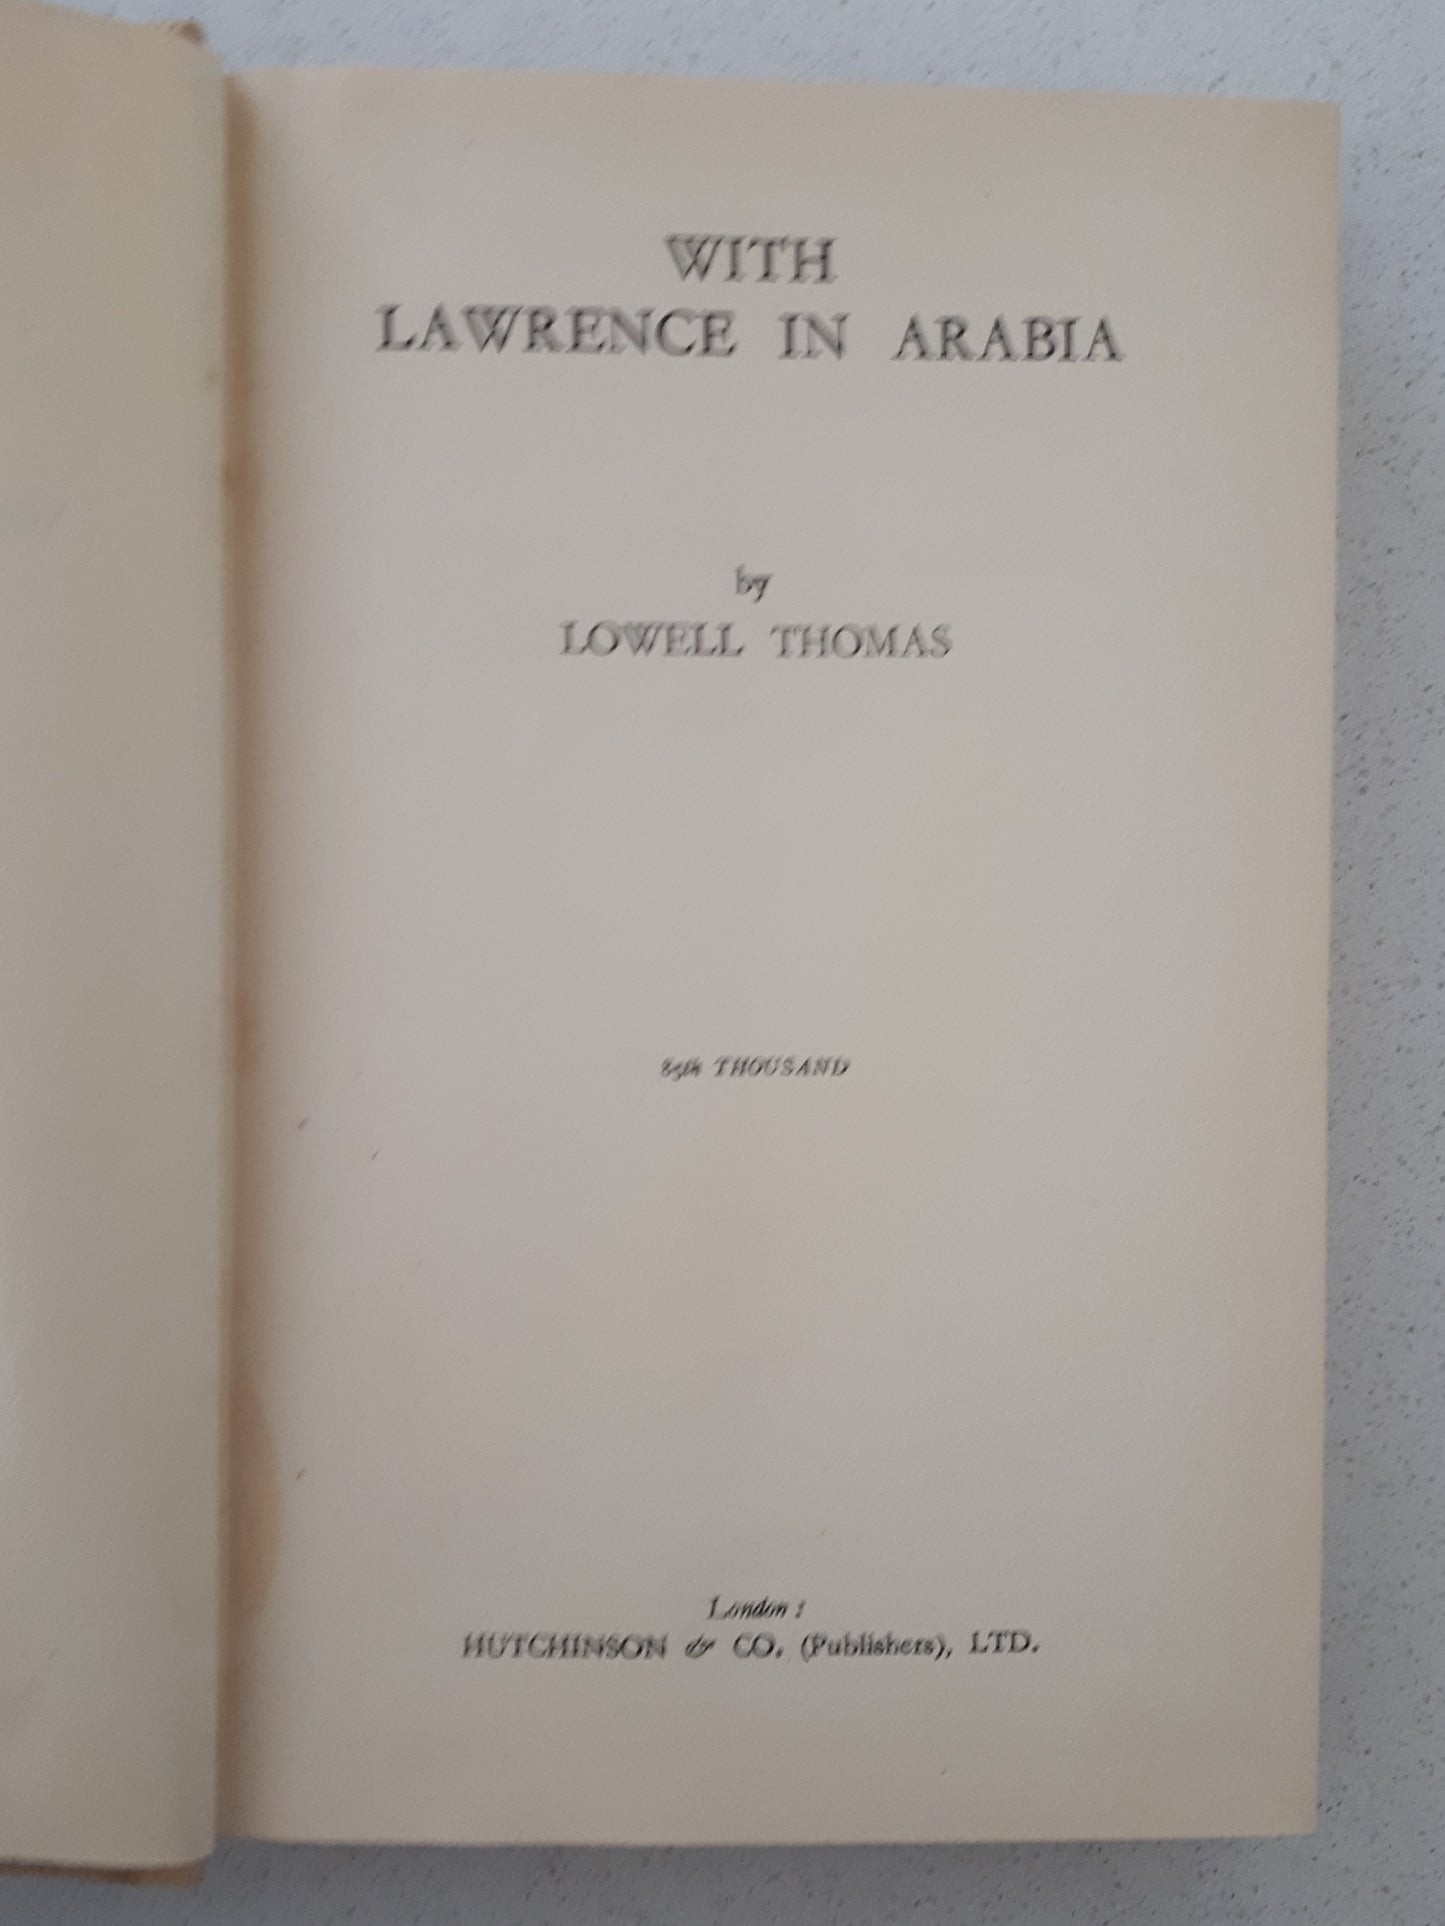 WITH
LAWRENCE IN ARABIA
by
LOWELL THOMAS
85th THOUSAND
London :
HUTCHINSON & CO. (Publishers), LTD.